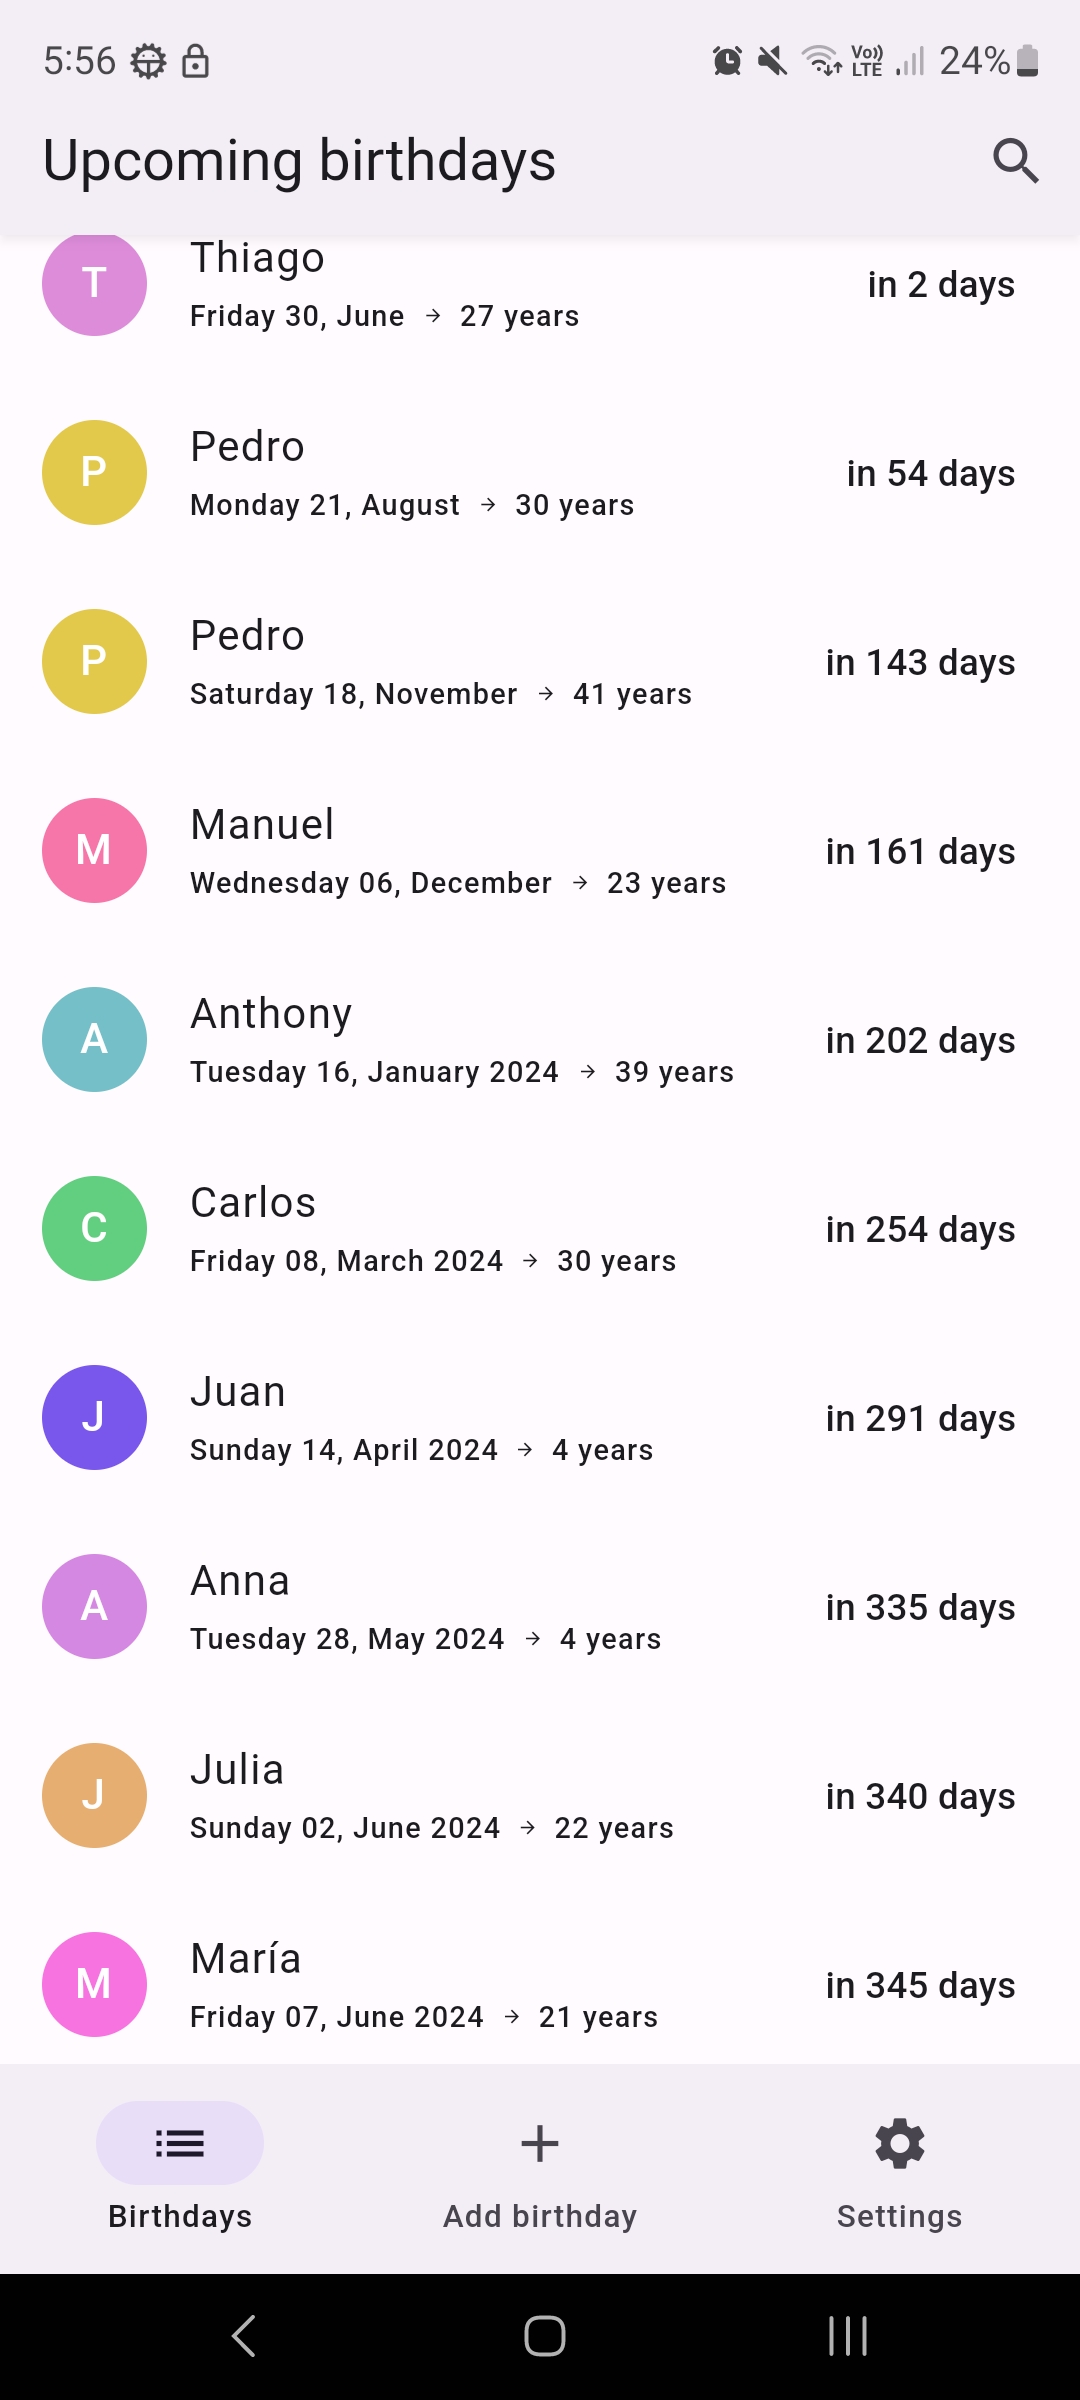 5:56 Vo)) LTE 24%
Upcoming birthdays
T Thiago
Friday 30, June → 27 years
in 2 days
P Pedro
Monday 21, August → 30 years
in 54 days
P Pedro
Saturday 18, November → 41 years
in 143 days
M Manuel
Wednesday 06, December → 23 years
in 161 days
A Anthony
Tuesday 16, January 2024 → 39 years
in 202 days
C Carlos
Friday 08, March 2024 → 30 years
in 254 days
J Juan
Sunday 14, April 2024 → 4 years
in 291 days
A Anna
Tuesday 28, May 2024 → 4 years
in 335 days
J Julia
Sunday 02, June 2024 → 22 years
in 340 days
M María
Friday 07, June 2024 → 21 years
in 345 days
Birthdays Add birthday Settings